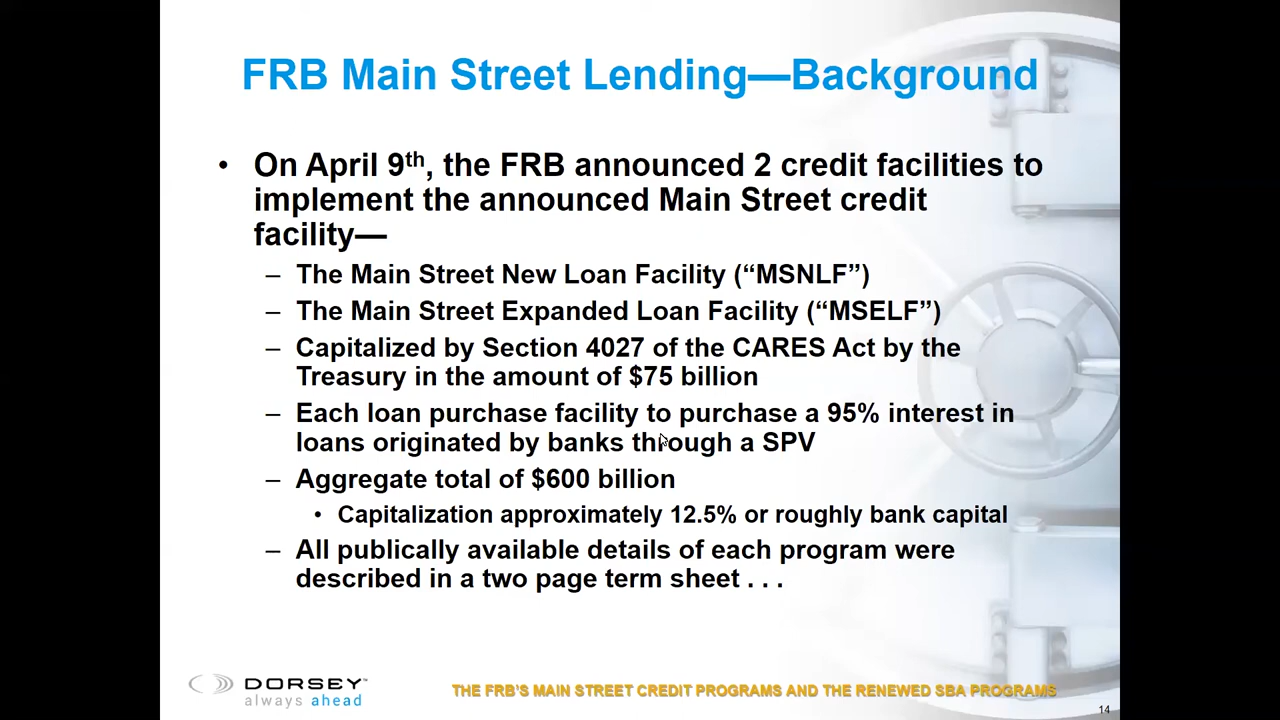 FRB Main Street Lending—Background
• On April 9th, the FRB announced 2 credit facilities to
implement the announced Main Street credit
facility—
– The Main Street New Loan Facility (“MSNLF”)
– The Main Street Expanded Loan Facility (“MSELF”)
– Capitalized by Section 4027 of the CARES Act by the
Treasury in the amount of $75 billion
– Each loan purchase facility to purchase a 95% interest in
loans originated by banks through a SPV
– Aggregate total of $600 billion
• Capitalization approximately 12.5% or roughly bank capital
– All publically available details of each program were
described in a two page term sheet . . .
DORSEY™
always ahead
THE FRB'S MAIN STREET CREDIT PROGRAMS AND THE RENEWED SBA PROGRAMS
14